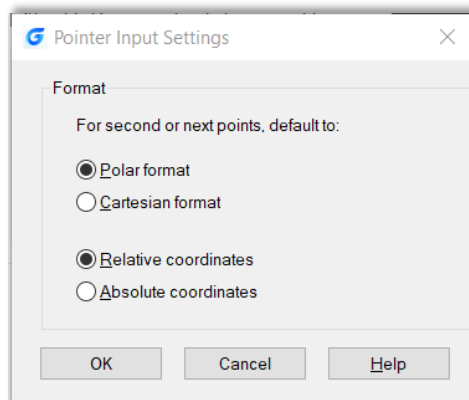 Pointer Input Settings
Format
For second or next points, default to:
Polar format
Cartesian format
Relative coordinates
Absolute coordinates
OK Cancel Help